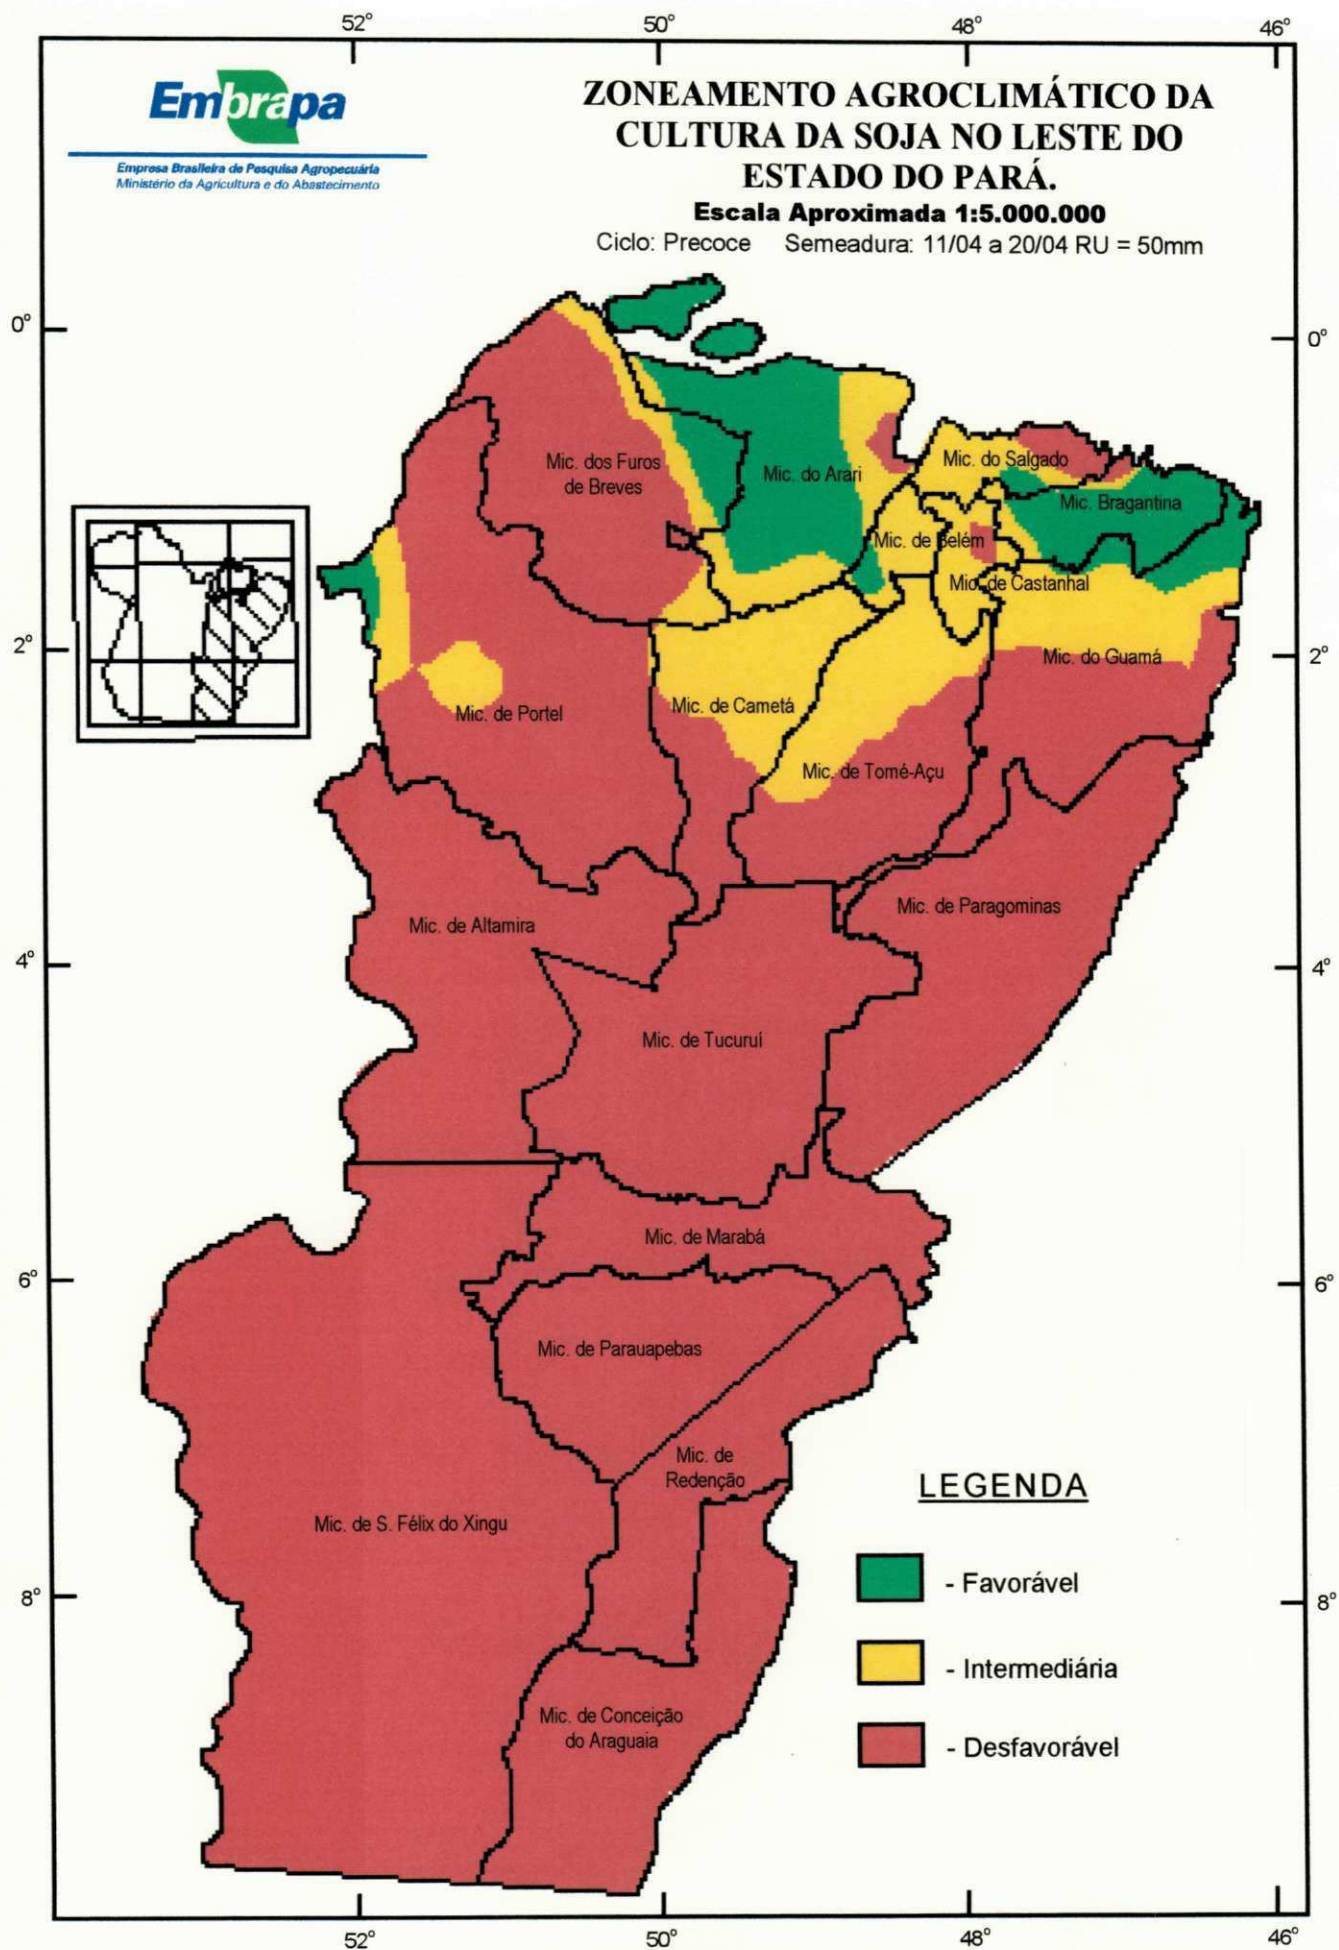 52°
50°
48°
46°
Embrapa
Empresa Brasileira de Pesquisa Agropecuária
Ministério da Agricultura e do Abastecimento
ZONEAMENTO AGROCLIMÁTICO DA
CULTURA DA SOJA NO LESTE DO
ESTADO DO PARÁ.
Escala Aproximada 1:5.000.000
Ciclo: Precoce Semeadura: 11/04 a 20/04 RU = 50mm
0°
0°
Mic. dos Furos
de Breves
Mic. do Arari
Mic. do Salgado
Mic. Bragantina
Mic. de Belém
Mic. de Castanhal
2°
Mic. do Guamá
2°
Mic. de Portel
Mic. de Cametá
Mic. de Tomé-Açu
Mic. de Altamira
Mic. de Paragominas
4°
4°
Mic. de Tucuruí
Mic. de Marabá
6°
6°
Mic. de Parauapebas
Mic. de
Redenção
Mic. de S. Félix do Xingu
LEGENDA
- Favorável
8°
8°
- Intermediária
Mic. de Conceição
do Araguaia
- Desfavorável
52°
50°
48°
46°